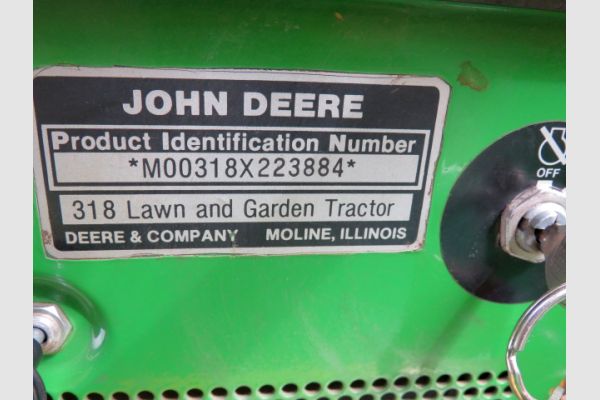 JOHN DEERE
Product Identification Number
*M00318X223884*
318 Lawn and Garden Tractor
DEERE & COMPANY MOLINE, ILLINOIS
OFF